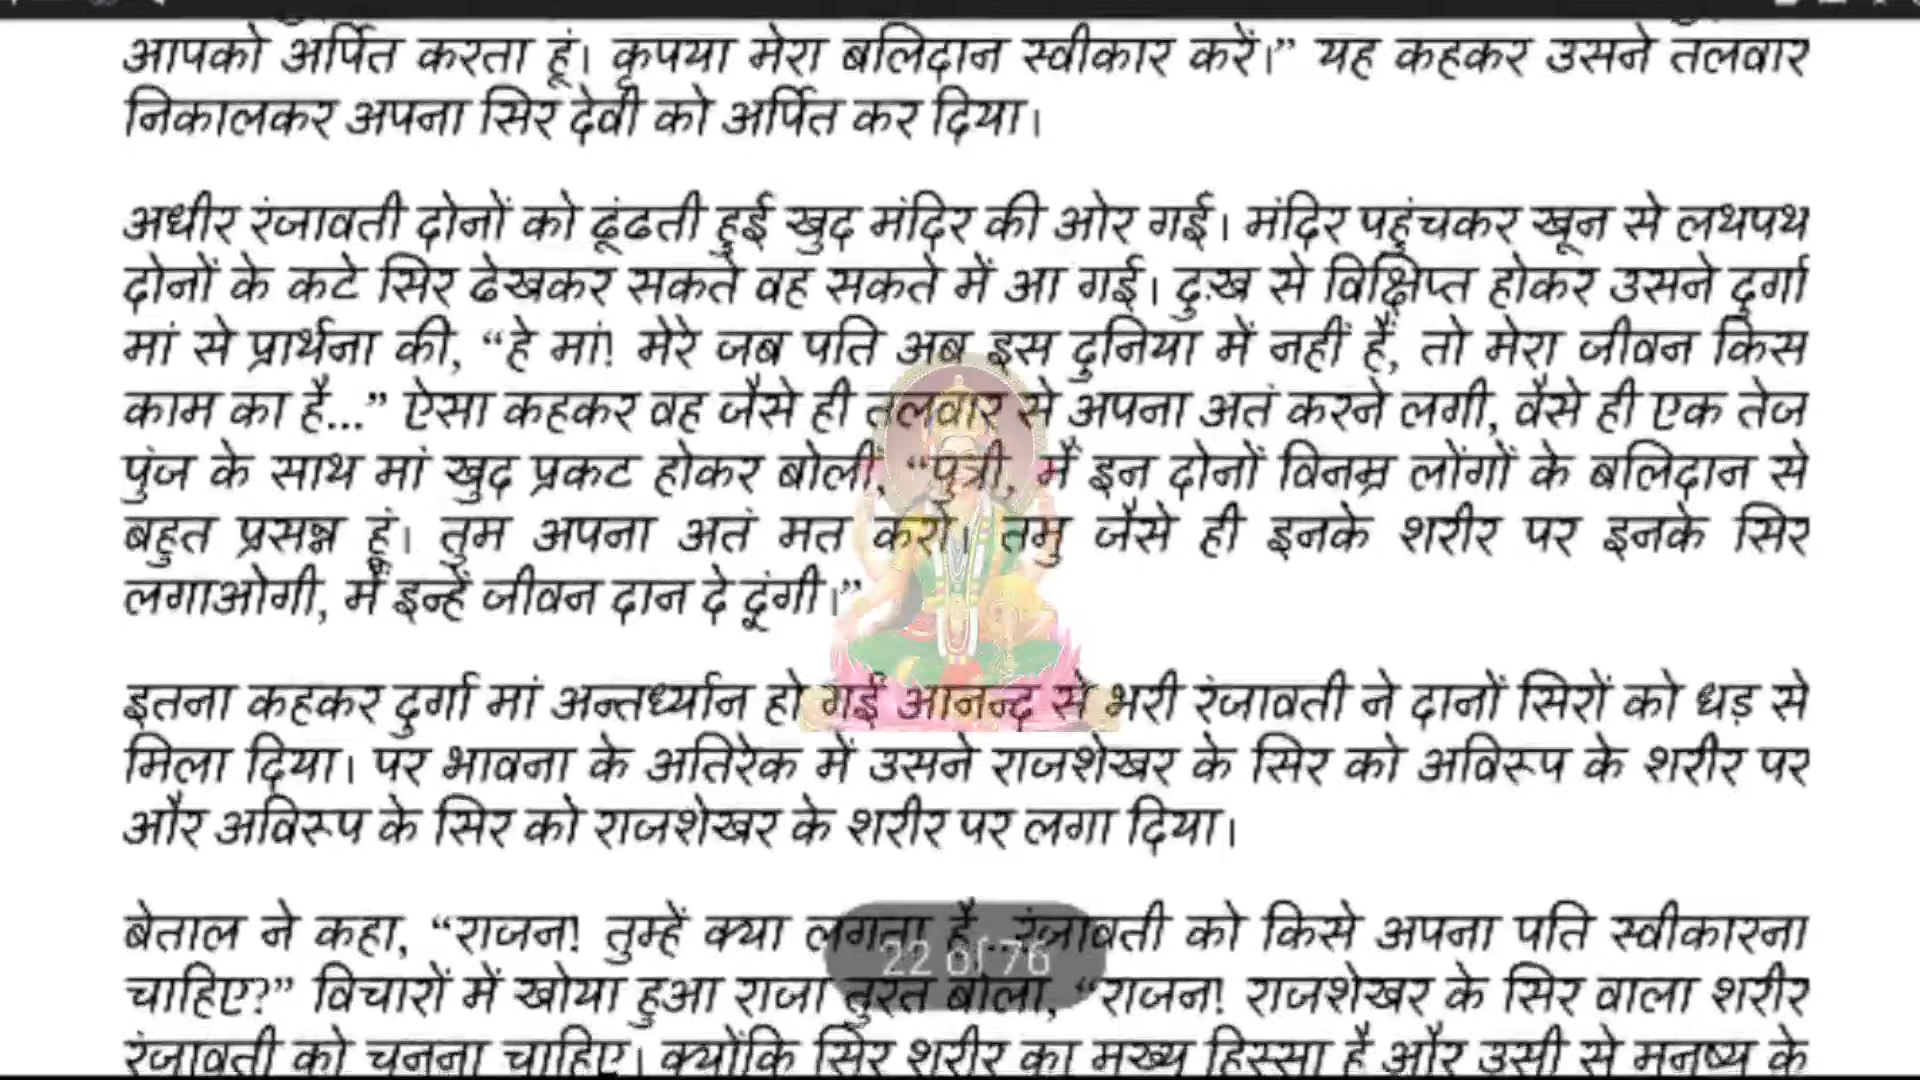 आपको अर्पित करता हूं। कृपया मेरा बलिदान स्वीकार करें।” यह कहकर उसने तलवार
निकालकर अपना सिर देवी को अर्पित कर दिया।
अधीर रंजावती दोनों को ढूंढती हुई खुद मंदिर की ओर गई। मंदिर पहुंचकर खून से लथपथ
दोनों के कटे सिर ढेखकर सकते वह सकते में आ गई। दुःख से विक्षिप्त होकर उसने दुर्गा
मां से प्रार्थना की, “हे मां! मेरे जब पति अब इस दुनिया में नहीं हैं, तो मेरा जीवन किस
काम का है...” ऐसा कहकर वह जैसे ही तलवार से अपना अतं करने लगी, वैसे ही एक तेज
पुंज के साथ मां खुद प्रकट होकर बोलीं, “पुत्री, मैं इन दोनों विनम्र लोंगों के बलिदान से
बहुत प्रसन्न हूं। तुम अपना अतं मत करो। तमु जैसे ही इनके शरीर पर इनके सिर
लगाओगी, मैं इन्हें जीवन दान दे दूंगी।”
इतना कहकर दुर्गा मां अन्तर्ध्यान हो गईं आनन्द से भरी रंजावती ने दानों सिरों को धड़ से
मिला दिया। पर भावना के अतिरेक में उसने राजशेखर के सिर को अविरूप के शरीर पर
और अविरूप के सिर को राजशेखर के शरीर पर लगा दिया।
बेताल ने कहा, “राजन! तुम्हें क्या लगता है...रंजावती को किसे अपना पति स्वीकारना
22 of 76
चाहिए?” विचारों में खोया हुआ राजा तुरंत बोला, “राजन! राजशेखर के सिर वाला शरीर
रंजावती को चुनना चाहिए। क्योंकि सिर शरीर का मुख्य हिस्सा है और उसी से मनुष्य के